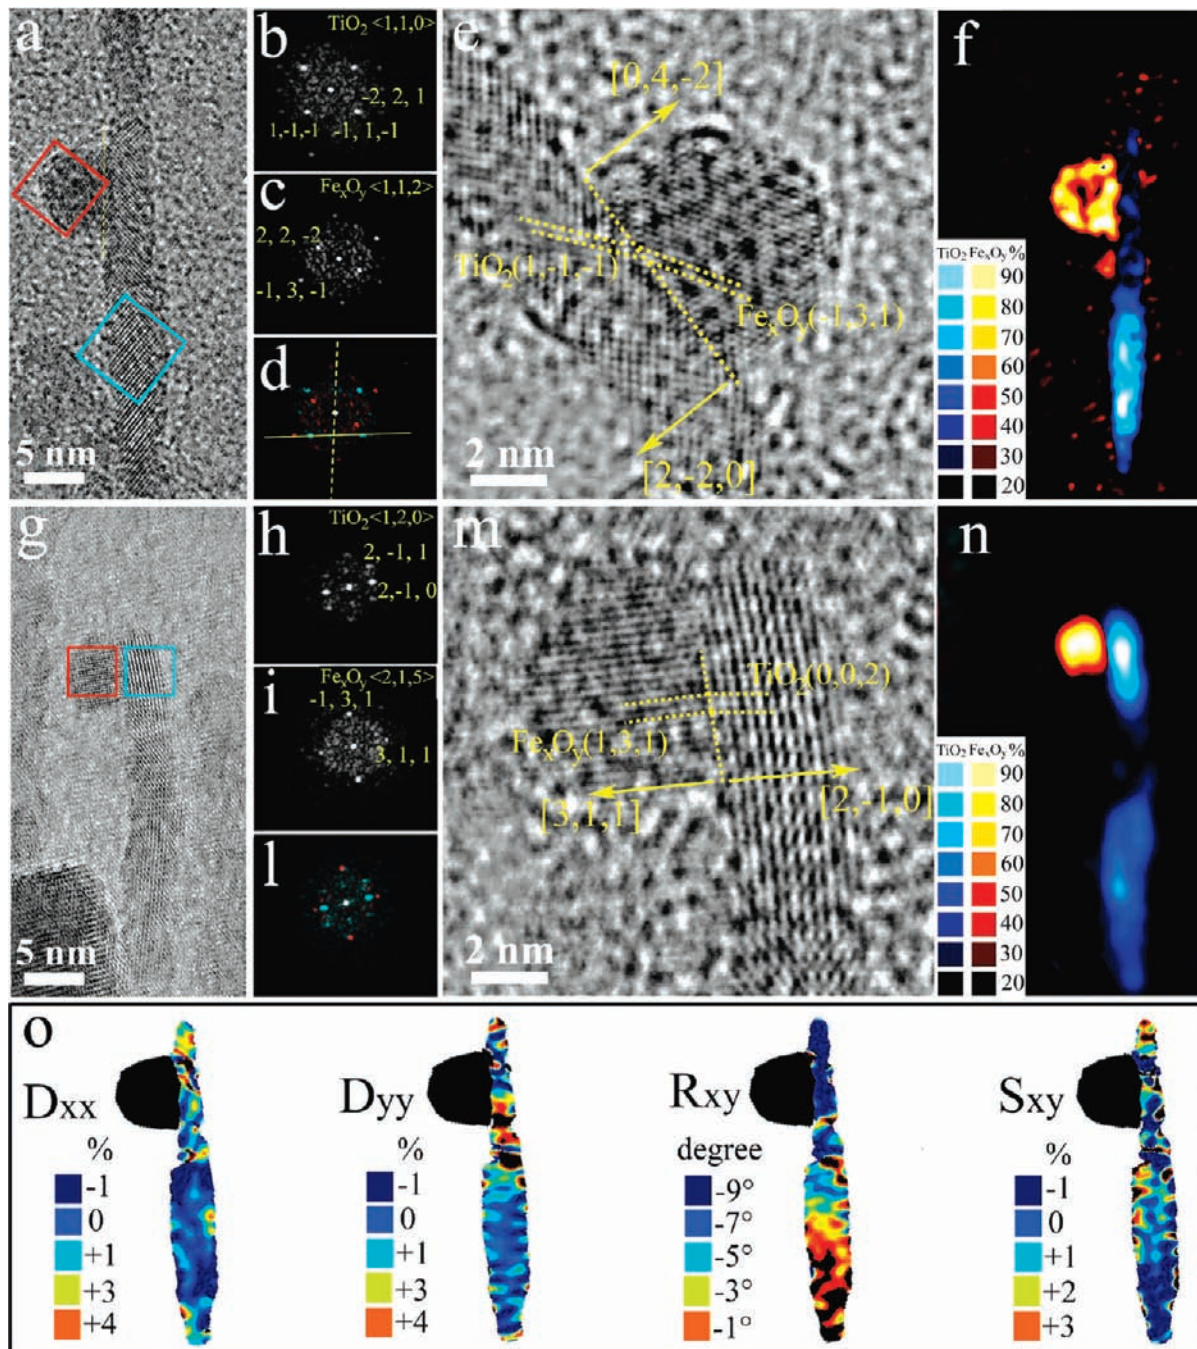 a
5 nm
b
TiO2 <1,1,0>
-2, 2, 1
1,-1,-1 -1, 1,-1
c
FexOy <1,1,2>
2, 2, -2
-1, 3, -1
d
e
[0,4,-2]
TiO2(1,-1,-1)
FexOy(-1,3,1)
[2,-2,0]
2 nm
f
TiO2 FexOy %
90
80
70
60
50
40
30
20
g
5 nm
h
TiO2 <1,2,0>
2, -1, 1
2,-1, 0
i
FexOy <2,1,5>
-1, 3, 1
3, 1, 1
l
m
TiO2(0,0,2)
FexOy(1,3,1)
[3,1,1]
[2,-1,0]
2 nm
n
TiO2 FexOy %
90
80
70
60
50
40
30
20
o
Dxx
%
-1
0
+1
+3
+4
Dyy
%
-1
0
+1
+3
+4
Rxy
degree
-9°
-7°
-5°
-3°
-1°
Sxy
%
-1
0
+1
+2
+3